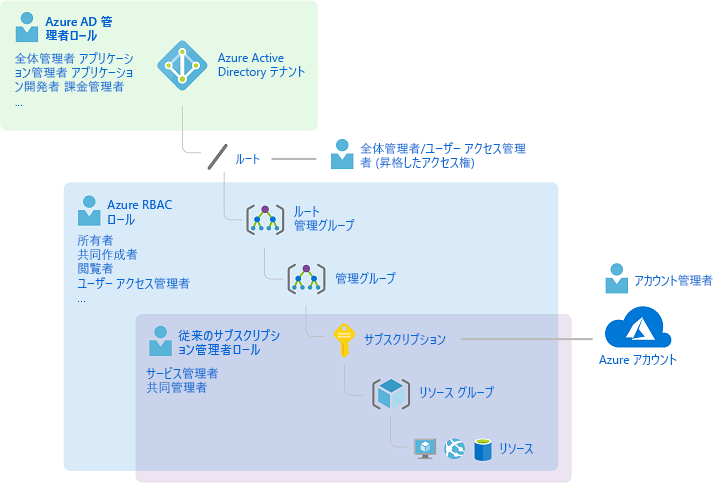 Azure AD 管
理者ロール
全体管理者 アプリケーシ
ョン管理者 アプリケーショ
ン開発者 課金管理者
...
Azure Active
Directory テナント
ルート
全体管理者/ユーザー アクセス管理
者 (昇格したアクセス権)
Azure RBAC
ロール
所有者
共同作成者
閲覧者
ユーザー アクセス管理者
...
ルート
管理グループ
管理グループ
アカウント管理者
従来のサブスクリプシ
ョン管理者ロール
サービス管理者
共同管理者
サブスクリプション
Azure アカウント
リソース グループ
リソース